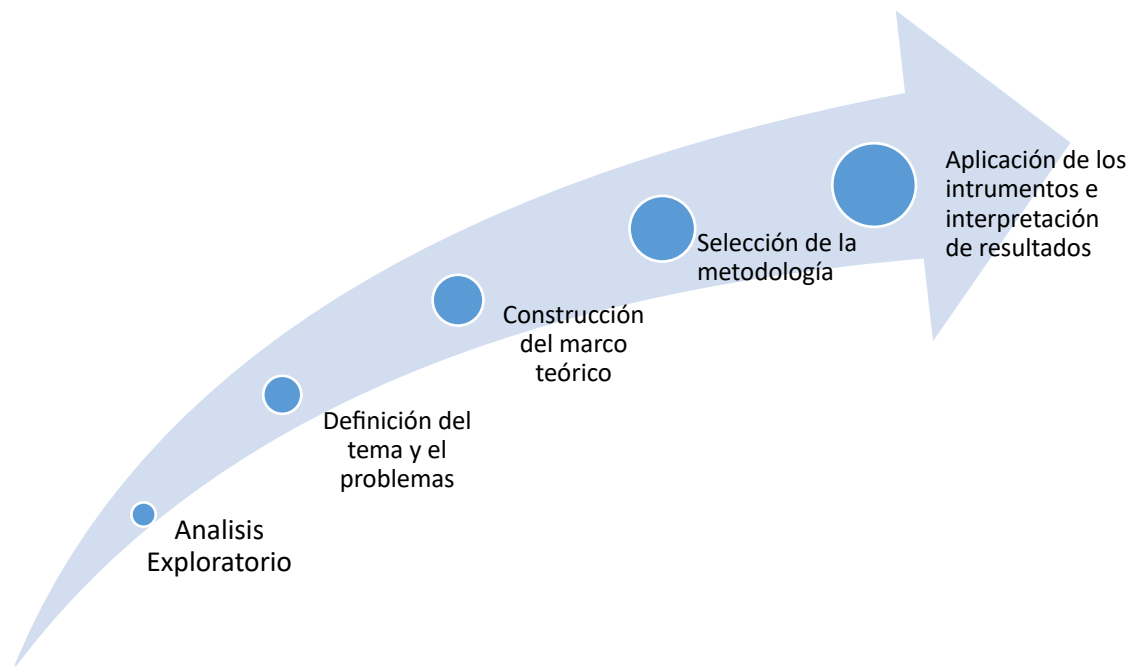 Analisis
Exploratorio
Definición del
tema y el
problemas
Construcción
del marco
teórico
Selección de la
metodología
Aplicación de los
intrumentos e
interpretación
de resultados